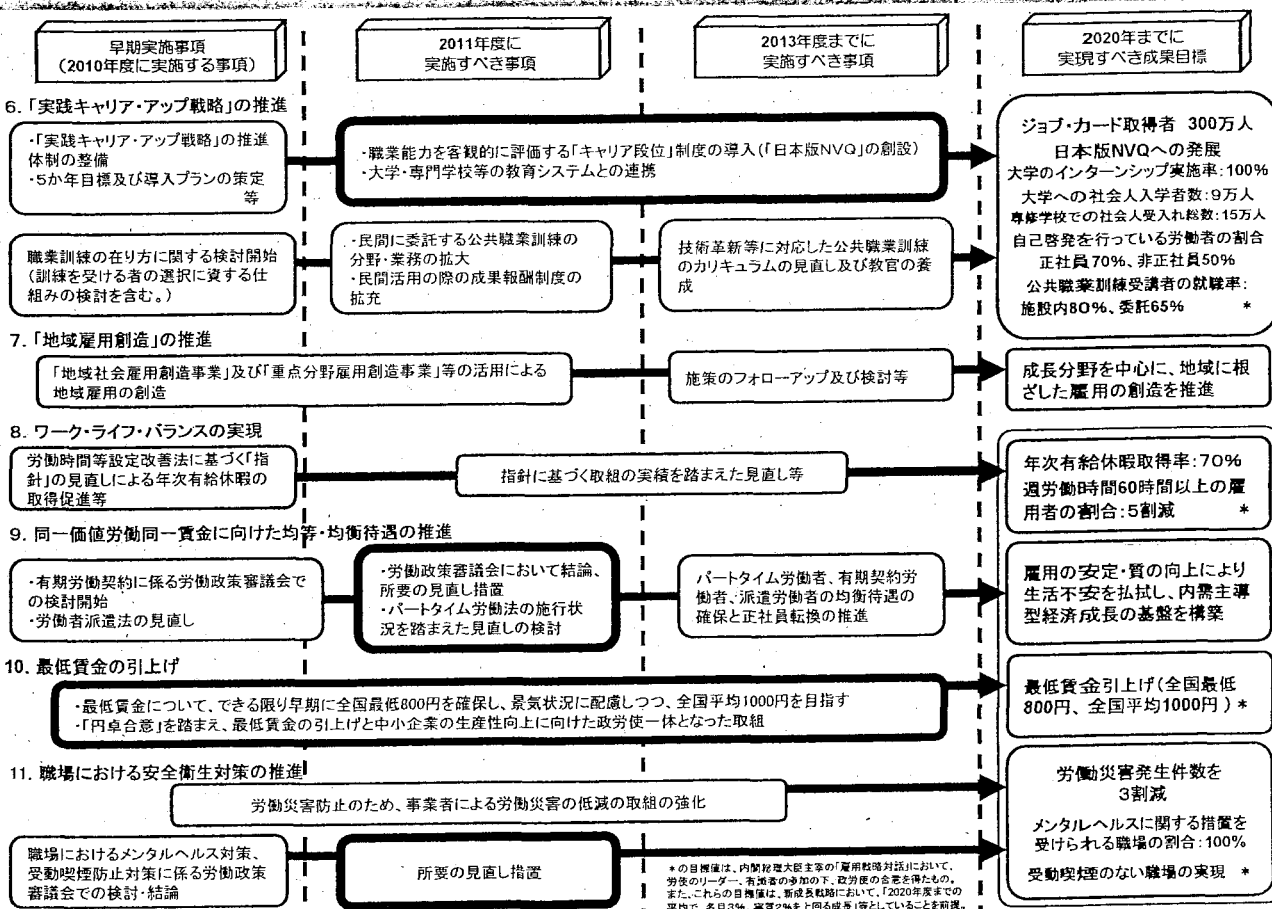 早期実施事項
(2010年度に実施する事項)
2011年度に
実施すべき事項
2013年度までに
実施すべき事項
2020年までに
実現すべき成果目標
6.「実践キャリア・アップ戦略」の推進
・「実践キャリア・アップ戦略」の推進
体制の整備
・5か年目標及び導入プランの策定
等
・職業能力を客観的に評価する「キャリア段位」制度の導入(「日本版NVQ」の創設)
・大学・専門学校等の教育システムとの連携
ジョブ・カード取得者 300万人
日本版NVQへの発展
大学のインターンシップ実施率:100%
大学への社会人入学者数:9万人
専修学校での社会人受入れ総数:15万人
自己啓発を行っている労働者の割合
正社員70%、非正社員50%
公共職業訓練受講者の就職率:
施設内80%、委託65% *
職業訓練の在り方に関する検討開始
(訓練を受ける者の選択に資する仕
組みの検討を含む。)
・民間に委託する公共職業訓練の
分野・業務の拡大
・民間活用の際の成果報酬制度の
拡充
技術革新等に対応した公共職業訓練
のカリキュラムの見直し及び教官の養
成
7.「地域雇用創造」の推進
「地域社会雇用創造事業」及び「重点分野雇用創造事業」等の活用による
地域雇用の創造
施策のフォローアップ及び検討等
成長分野を中心に、地域に根
ざした雇用の創造を推進
8. ワーク・ライフ・バランスの実現
労働時間等設定改善法に基づく「指
針」の見直しによる年次有給休暇の
取得促進等
指針に基づく取組の実績を踏まえた見直し等
年次有給休暇取得率:70%
週労働時間60時間以上の雇
用者の割合:5割減 *
9. 同一価値労働同一賃金に向けた均等・均衡待遇の推進
・有期労働契約に係る労働政策審議会で
の検討開始
・労働者派遣法の見直し
・労働政策審議会において結論、
所要の見直し措置
・パートタイム労働法の施行状
況を踏まえた見直しの検討
パートタイム労働者、有期契約労
働者、派遣労働者の均衡待遇の
確保と正社員転換の推進
雇用の安定・質の向上により
生活不安を払拭し、内需主導
型経済成長の基盤を構築
10. 最低賃金の引上げ
・最低賃金について、できる限り早期に全国最低800円を確保し、景気状況に配慮しつつ、全国平均1000円を目指す
・「円卓合意」を踏まえ、最低賃金の引上げと中小企業の生産性向上に向けた政労使一体となった取組
最低賃金引上げ(全国最低
800円、全国平均1000円) *
11. 職場における安全衛生対策の推進
労働災害防止のため、事業者による労働災害の低減の取組の強化
労働災害発生件数を
3割減
メンタルヘルスに関する措置を
受けられる職場の割合:100%
受動喫煙のない職場の実現 *
職場におけるメンタルヘルス対策、
受動喫煙防止対策に係る労働政策
審議会での検討・結論
所要の見直し措置
*の目標値は、内閣総理大臣主宰の「雇用戦略対話」において、
労使のリーダー、有識者の参加の下、政労使の合意を得たもの。
また、これらの目標値は、新成長戦略において、「2020年度までの
平均で、名目3%、実質2%を上回る成長」等としていることを前提。